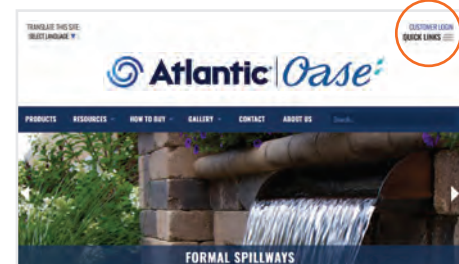 TRANSLATE THIS SITE:
SELECT LANGUAGE ▼
CUSTOMER LOGIN
QUICK LINKS
Atlantic | Oase
PRODUCTS RESOURCES HOW TO BUY GALLERY CONTACT ABOUT US Search...
FORMAL SPILLWAYS